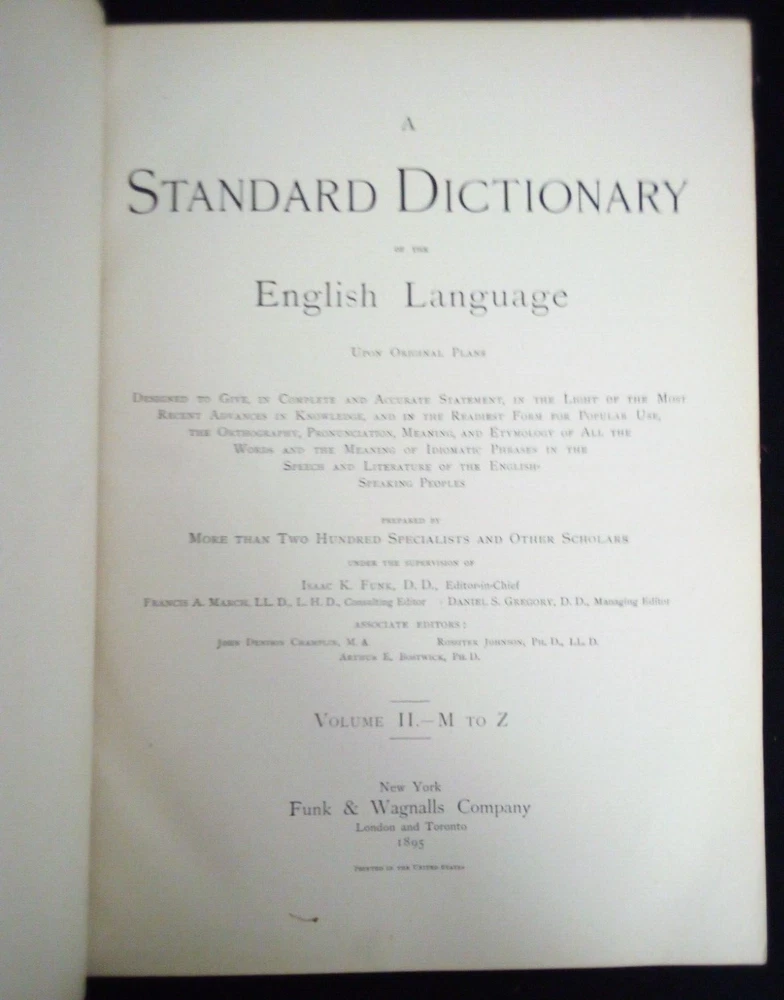 A
STANDARD DICTIONARY
OF THE
English Language
UPON ORIGINAL PLANS
DESIGNED TO GIVE, IN COMPLETE AND ACCURATE STATEMENT, IN THE LIGHT OF THE MOST
RECENT ADVANCES IN KNOWLEDGE, AND IN THE READIEST FORM FOR POPULAR USE,
THE ORTHOGRAPHY, PRONUNCIATION, MEANING, AND ETYMOLOGY OF ALL THE
WORDS AND THE MEANING OF IDIOMATIC PHRASES IN THE
SPEECH AND LITERATURE OF THE ENGLISH-
SPEAKING PEOPLES
PREPARED BY
MORE THAN TWO HUNDRED SPECIALISTS AND OTHER SCHOLARS
UNDER THE SUPERVISION OF
ISAAC K. FUNK, D. D., Editor-in-Chief
FRANCIS A. MARCH, LL. D., L. H. D., Consulting Editor DANIEL S. GREGORY, D. D., Managing Editor
ASSOCIATE EDITORS:
JOHN DENISON CHAMPLIN, M. A. ROSSITER JOHNSON, PH. D., LL. D.
ARTHUR E. BOSTWICK, PH. D.
VOLUME II.—M TO Z
New York
Funk & Wagnalls Company
London and Toronto
1895
PRINTED IN THE UNITED STATES